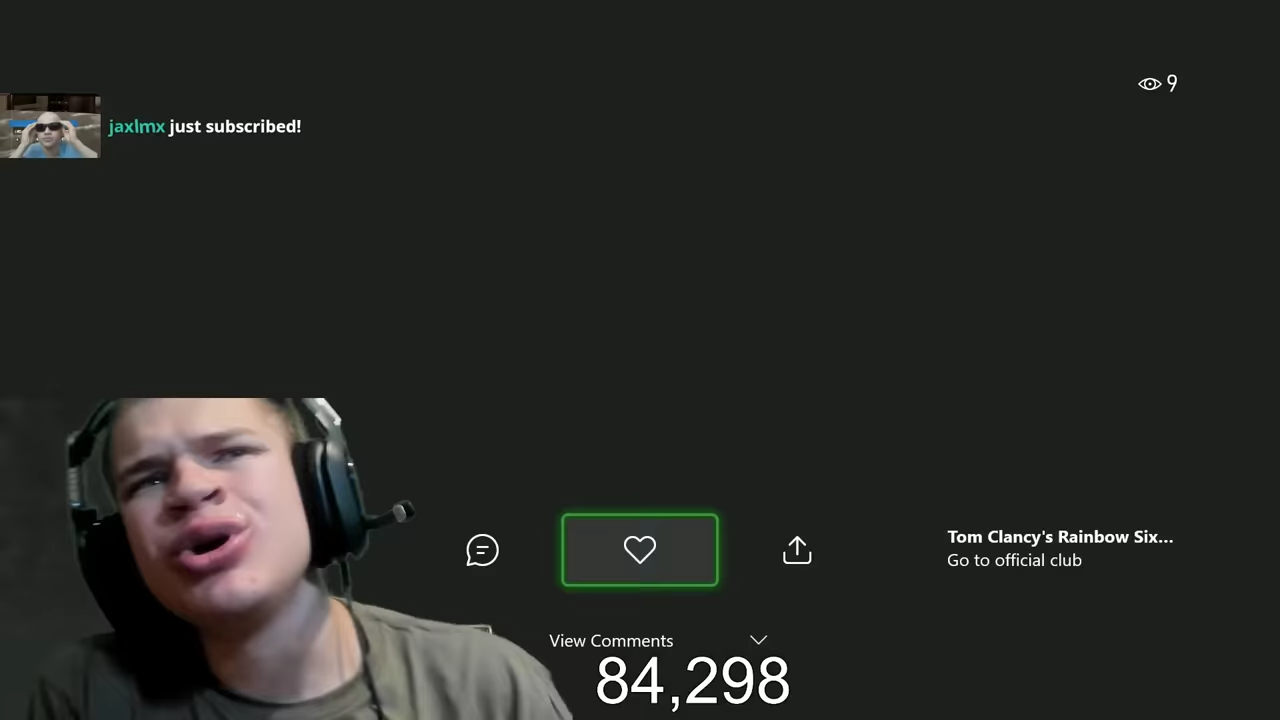 9
jaxlmx just subscribed!
Tom Clancy's Rainbow Six...
Go to official club
View Comments
84,298